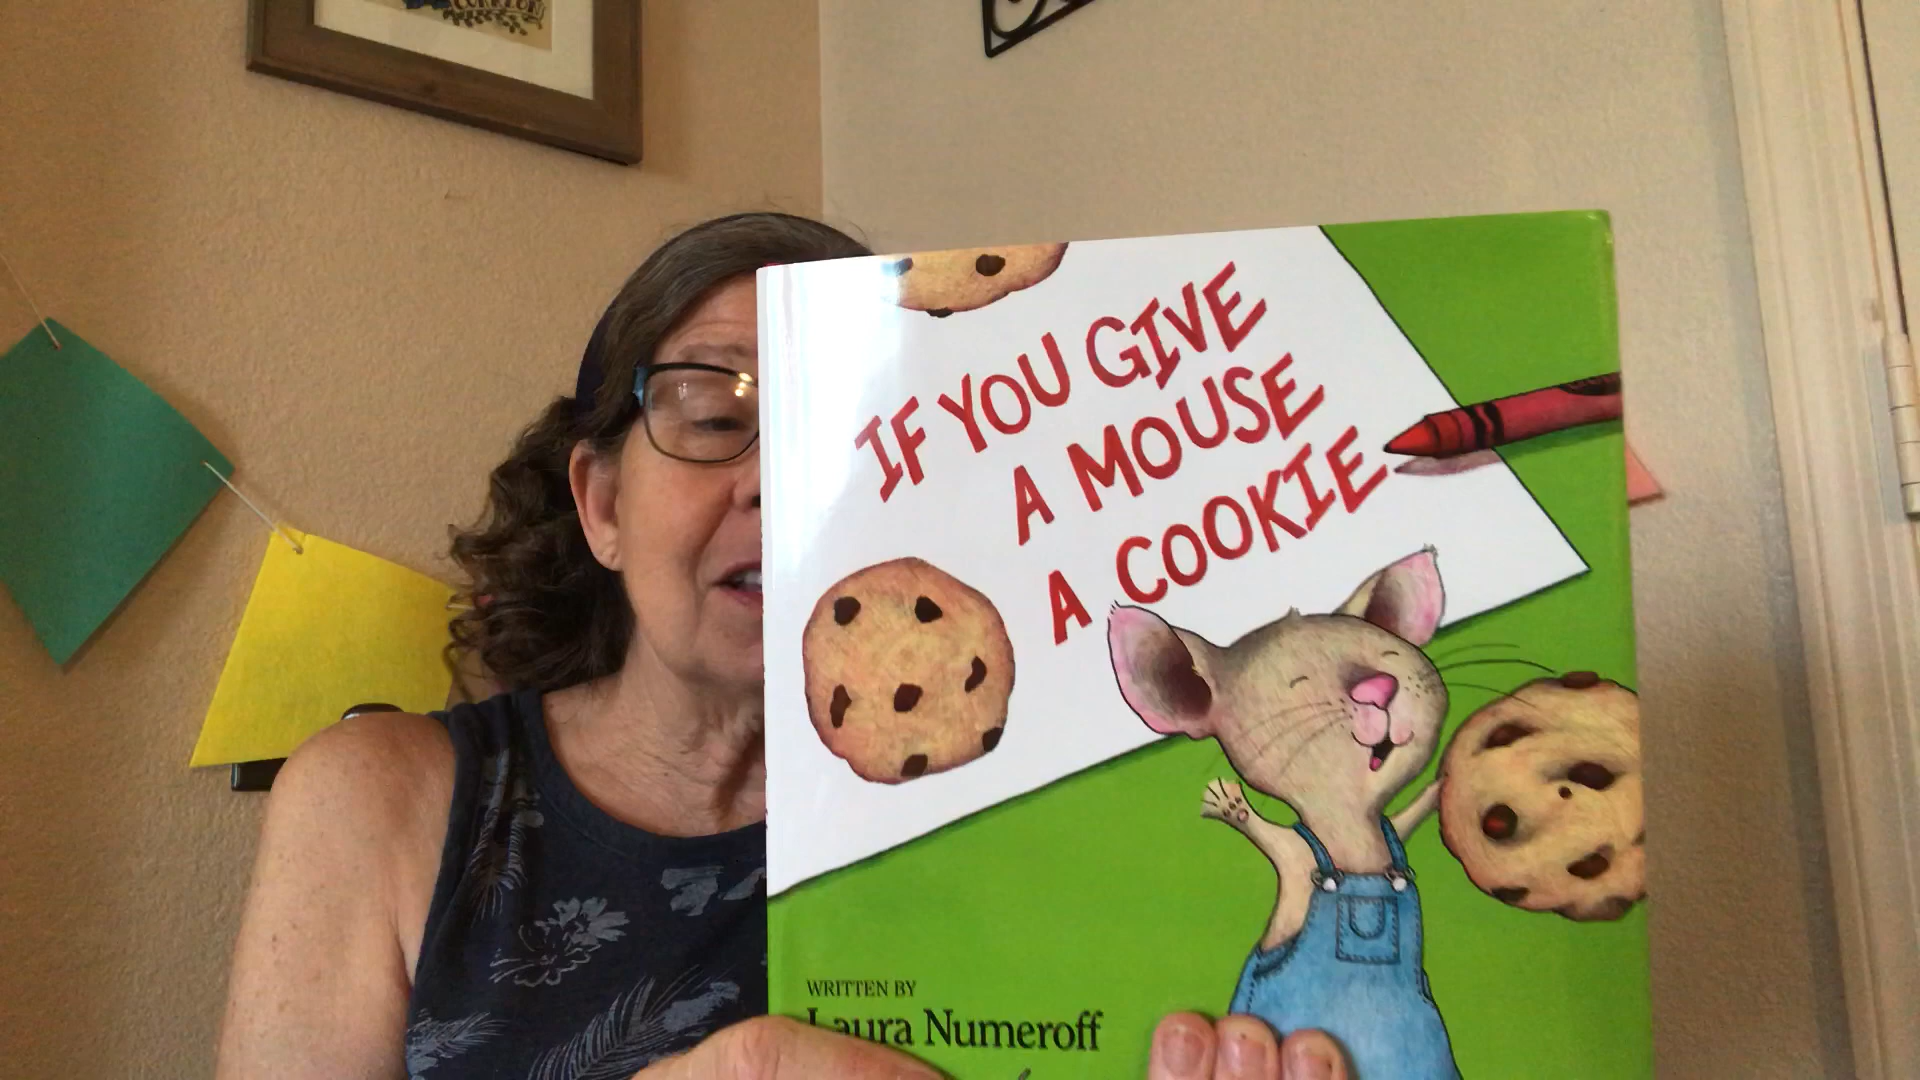 IF YOU GIVE
A MOUSE
A COOKIE
WRITTEN BY
Laura Numeroff